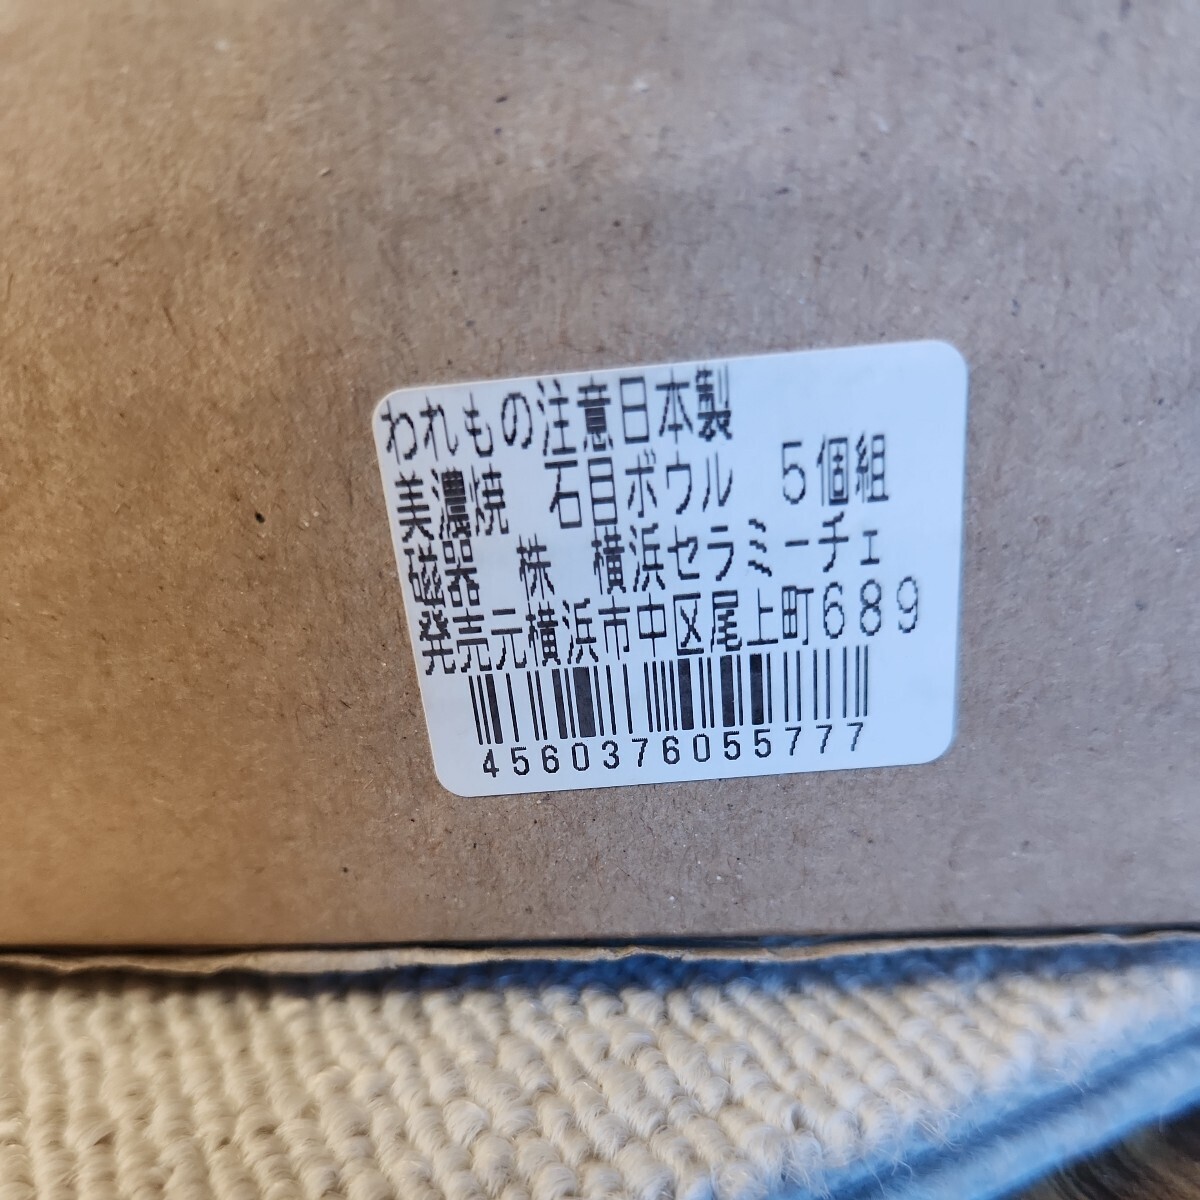 われもの注意日本製
美濃焼 石目ボウル 5個組
磁器 株 横浜セラミーチェ
発売元横浜市中区尾上町689
4560376055777